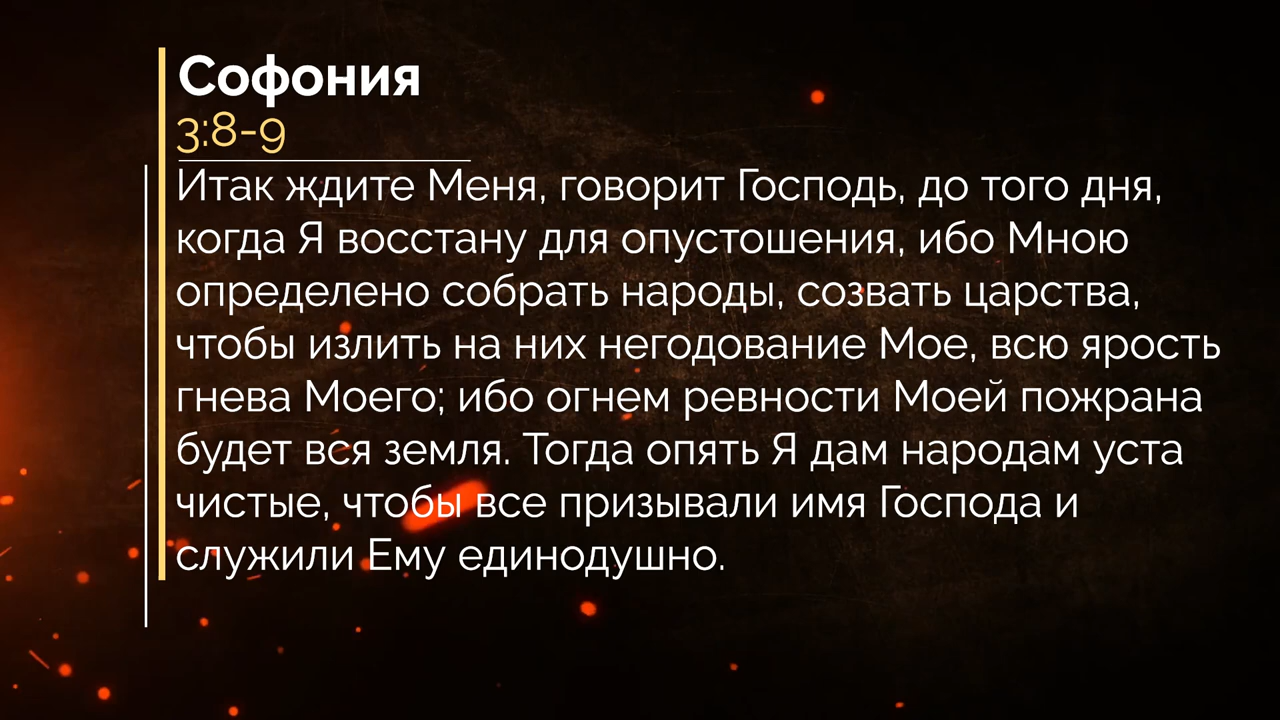 Софония
3:8-9
Итак ждите Меня, говорит Господь, до того дня,
когда Я восстану для опустошения, ибо Мною
определено собрать народы, созвать царства,
чтобы излить на них негодование Мое, всю ярость
гнева Моего; ибо огнем ревности Моей пожрана
будет вся земля. Тогда опять Я дам народам уста
чистые, чтобы все призывали имя Господа и
служили Ему единодушно.